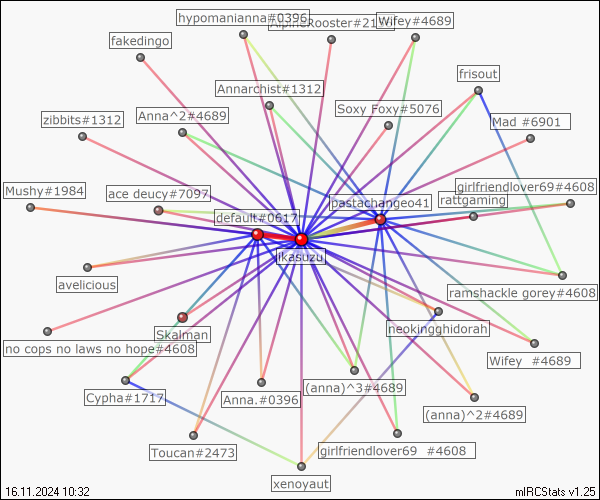 hypomanianna#0396
AlpineRooster#21
Wifey#4689
fakedingo
frisout
Annarchist#1312
Soxy Foxy#5076
Anna^2#4689
zibbits#1312
Mad #6901
Mushy#1984
ace deucy#7097
girlfriendlover69#4608
pastachangeo41
rattgaming
default#0617
ikasuzu
avelicious
ramshackle gorey#4608
neokingghidorah
Skaiman
no cops no laws no hope#4608
Wifey #4689
(anna)^3#4689
Cypha#1717
Anna.#0396
(anna)^2#4689
Toucan#2473
girlfriendlover69 #4608
xenoyaut
16.11.2024 10:32
mIRCStats v1.25